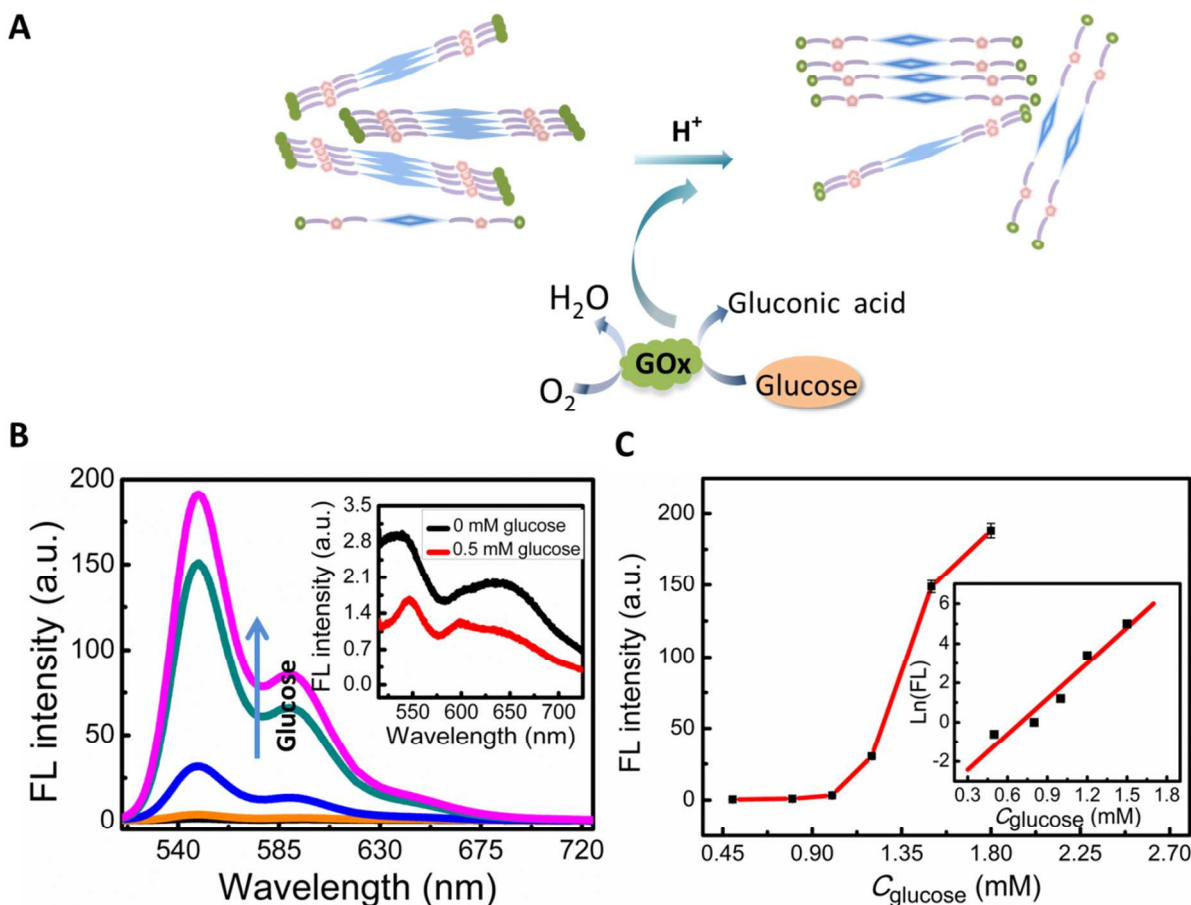 A
H+
H2O
Gluconic acid
GOx
O2
Glucose
B
FL intensity (a.u.)
200
150
100
50
0
540
585
630
675
720
Wavelength (nm)
Glucose
FL intensity (a.u.)
3.5
2.8
2.1
1.4
0.7
0.0
550
600
650
700
Wavelength (nm)
0 mM glucose
0.5 mM glucose
C
FL intensity (a.u.)
200
150
100
50
0
0.45
0.90
1.35
1.80
2.25
2.70
Cglucose (mM)
Ln(FL)
6
4
2
0
-2
0.3
0.6
0.9
1.2
1.5
1.8
Cglucose (mM)